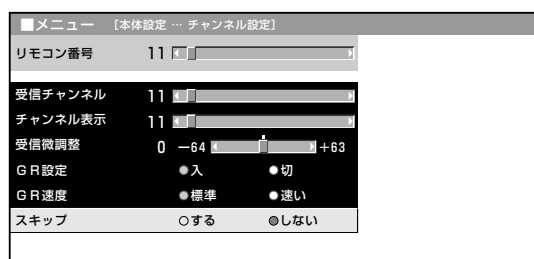 ■メニュー [本体設定 … チャンネル設定]
リモコン番号 11
受信チャンネル 11
チャンネル表示 11
受信微調整 0 −64 +63
GR設定 ●入 ●切
GR速度 ●標準 ●速い
スキップ ○する ●しない